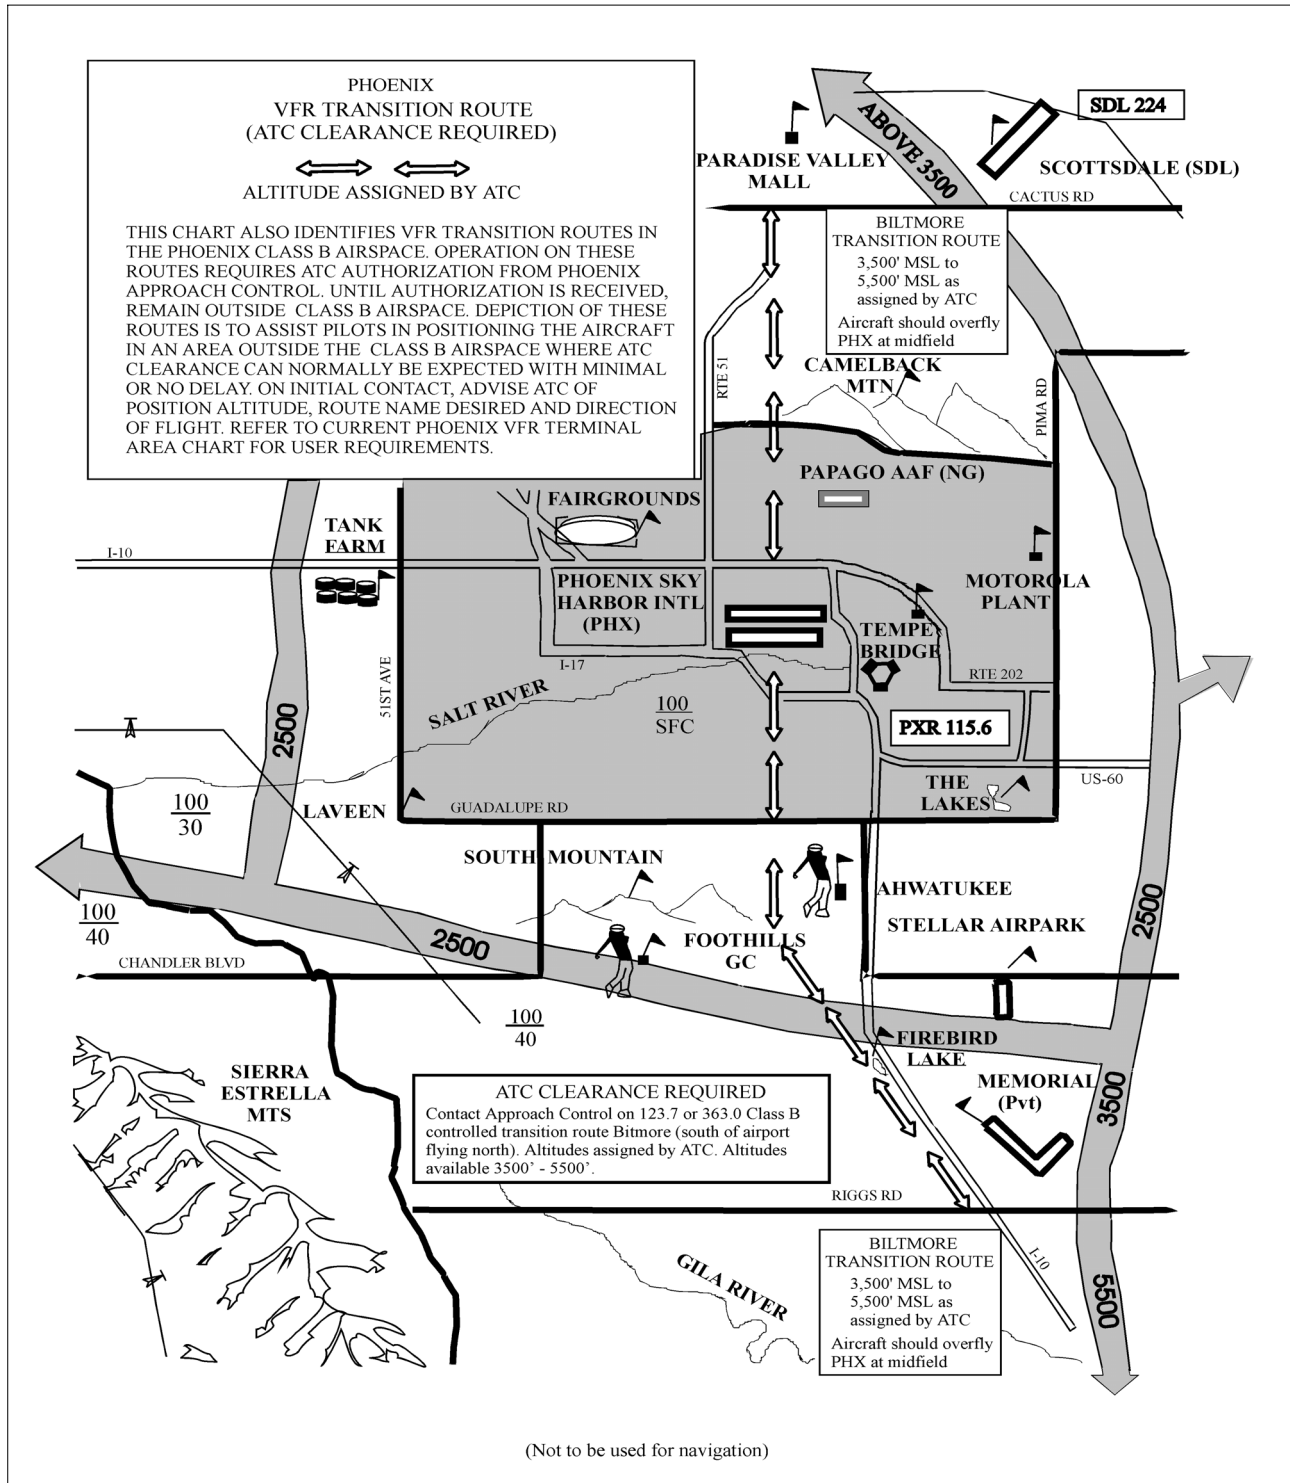 PHOENIX
VFR TRANSITION ROUTE
(ATC CLEARANCE REQUIRED)
ALTITUDE ASSIGNED BY ATC
THIS CHART ALSO IDENTIFIES VFR TRANSITION ROUTES IN
THE PHOENIX CLASS B AIRSPACE. OPERATION ON THESE
ROUTES REQUIRES ATC AUTHORIZATION FROM PHOENIX
APPROACH CONTROL. UNTIL AUTHORIZATION IS RECEIVED,
REMAIN OUTSIDE CLASS B AIRSPACE. DEPICTION OF THESE
ROUTES IS TO ASSIST PILOTS IN POSITIONING THE AIRCRAFT
IN AN AREA OUTSIDE THE CLASS B AIRSPACE WHERE ATC
CLEARANCE CAN NORMALLY BE EXPECTED WITH MINIMAL
OR NO DELAY. ON INITIAL CONTACT, ADVISE ATC OF
POSITION ALTITUDE, ROUTE NAME DESIRED AND DIRECTION
OF FLIGHT. REFER TO CURRENT PHOENIX VFR TERMINAL
AREA CHART FOR USER REQUIREMENTS.
ABOVE 3500
SDL 224
PARADISE VALLEY
MALL
SCOTTSDALE (SDL)
CACTUS RD
BILTMORE
TRANSITION ROUTE
3,500' MSL to
5,500' MSL as
assigned by ATC
Aircraft should overfly
PHX at midfield
RTE 51
CAMELBACK
MTN
PIMA RD
PAPAGO AAF (NG)
FAIRGROUNDS
TANK
FARM
I-10
PHOENIX SKY
HARBOR INTL
(PHX)
MOTOROLA
PLANT
TEMPE
BRIDGE
I-17
RTE 202
51ST AVE
SALT RIVER
100
SFC
PXR 115.6
2500
US-60
THE
LAKES
100
30
LAVEEN
GUADALUPE RD
SOUTH MOUNTAIN
AHWATUKEE
STELLAR AIRPARK
2500
100
40
2500
FOOTHILLS
GC
CHANDLER BLVD
100
40
FIREBIRD
LAKE
SIERRA
ESTRELLA
MTS
MEMORIAL
(Pvt)
3500
ATC CLEARANCE REQUIRED
Contact Approach Control on 123.7 or 363.0 Class B
controlled transition route Bitmore (south of airport
flying north). Altitudes assigned by ATC. Altitudes
available 3500’ - 5500’.
RIGGS RD
GILA RIVER
I-10
5500
BILTMORE
TRANSITION ROUTE
3,500' MSL to
5,500' MSL as
assigned by ATC
Aircraft should overfly
PHX at midfield
(Not to be used for navigation)